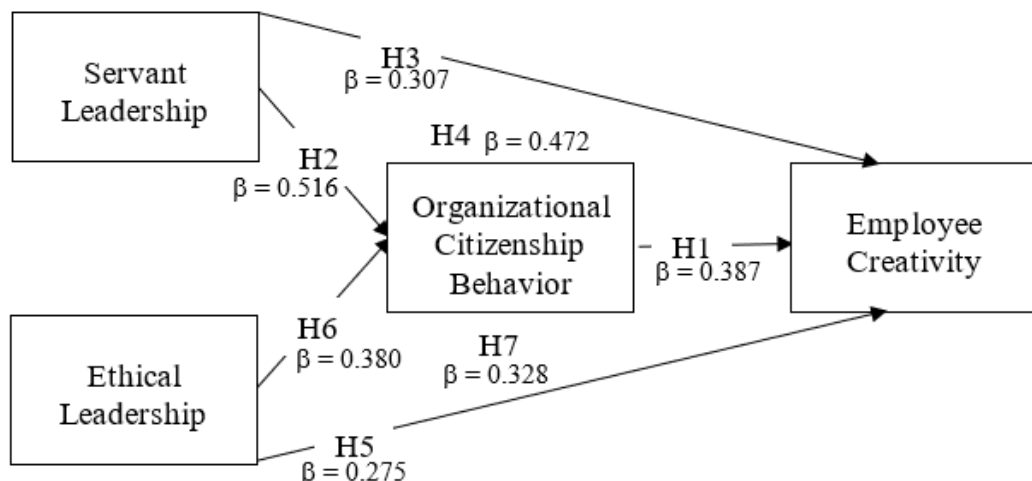 Servant
Leadership
H3
β = 0.307
H4 β = 0.472
H2
β = 0.516
Organizational
Citizenship
Behavior
H1
β = 0.387
Employee
Creativity
H6
β = 0.380
H7
β = 0.328
Ethical
Leadership
H5
β = 0.275